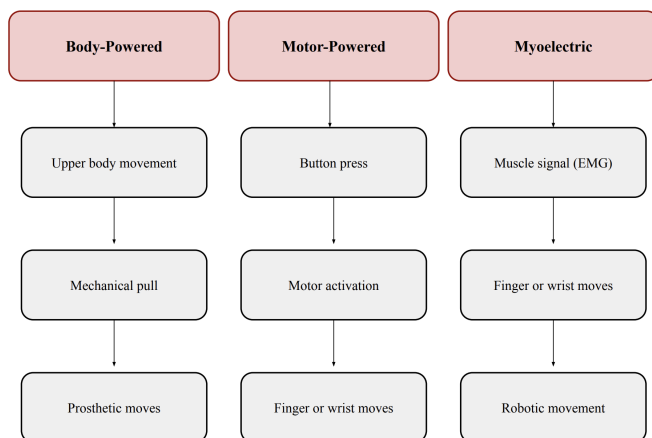 Body-Powered
Motor-Powered
Myoelectric
Upper body movement
Button press
Muscle signal (EMG)
Mechanical pull
Motor activation
Finger or wrist moves
Prosthetic moves
Finger or wrist moves
Robotic movement